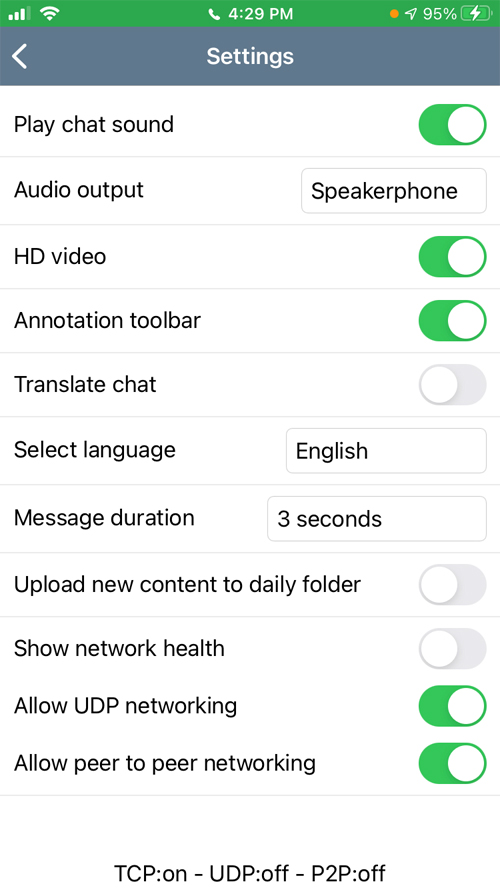 4:29 PM 95%
Settings
Play chat sound
Audio output Speakerphone
HD video
Annotation toolbar
Translate chat
Select language English
Message duration 3 seconds
Upload new content to daily folder
Show network health
Allow UDP networking
Allow peer to peer networking
TCP:on - UDP:off - P2P:off